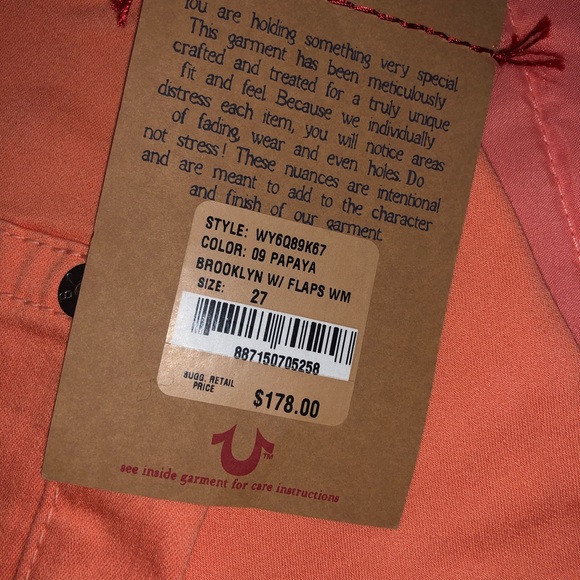 You are holding something very special.
This garment has been meticulously
crafted and treated for a truly unique
fit and feel. Because we individually
distress each item, you will notice areas
of fading, wear and even holes. Do
not stress! These nuances are intentional
and are meant to add to the character
and finish of our garment.
STYLE: WY6Q89K67
COLOR: 09 PAPAYA
BROOKLYN W/ FLAPS WM
SIZE: 27
887150705258
SUGG. RETAIL
PRICE
$178.00
TM
see inside garment for care instructions